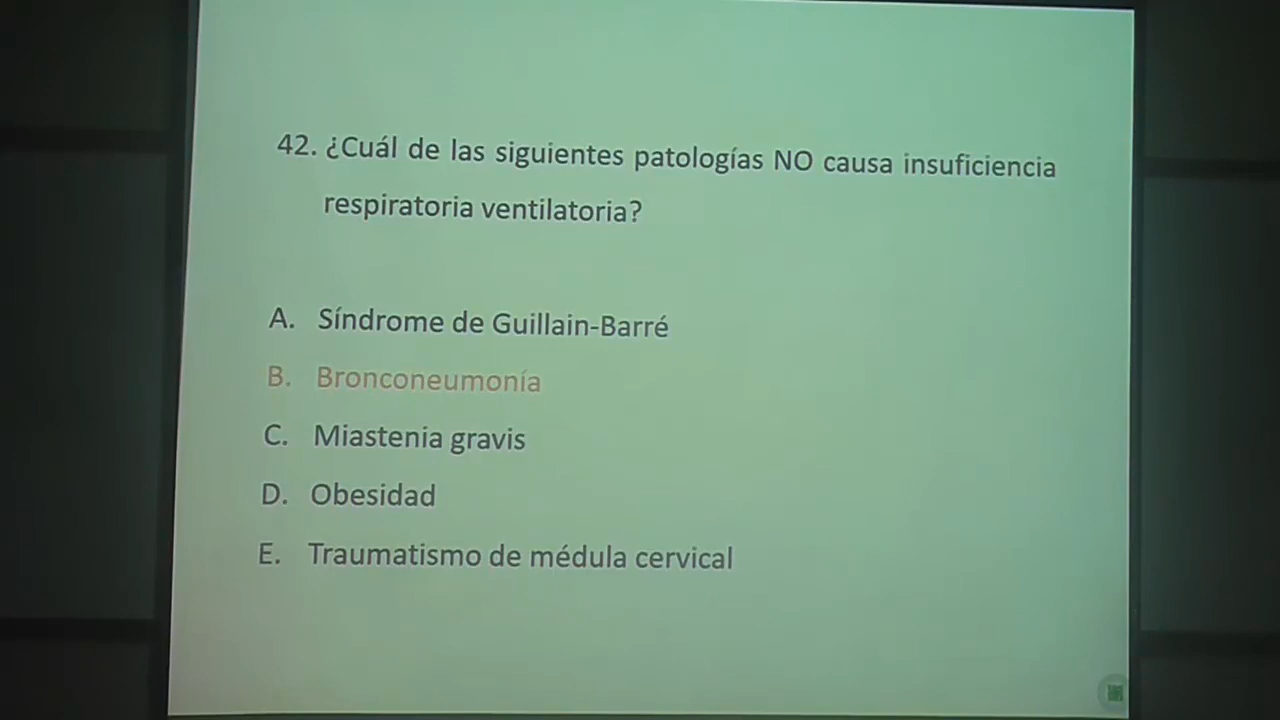 42. ¿Cuál de las siguientes patologías NO causa insuficiencia
respiratoria ventilatoria?
A. Síndrome de Guillain-Barré
B. Bronconeumonía
C. Miastenia gravis
D. Obesidad
E. Traumatismo de médula cervical